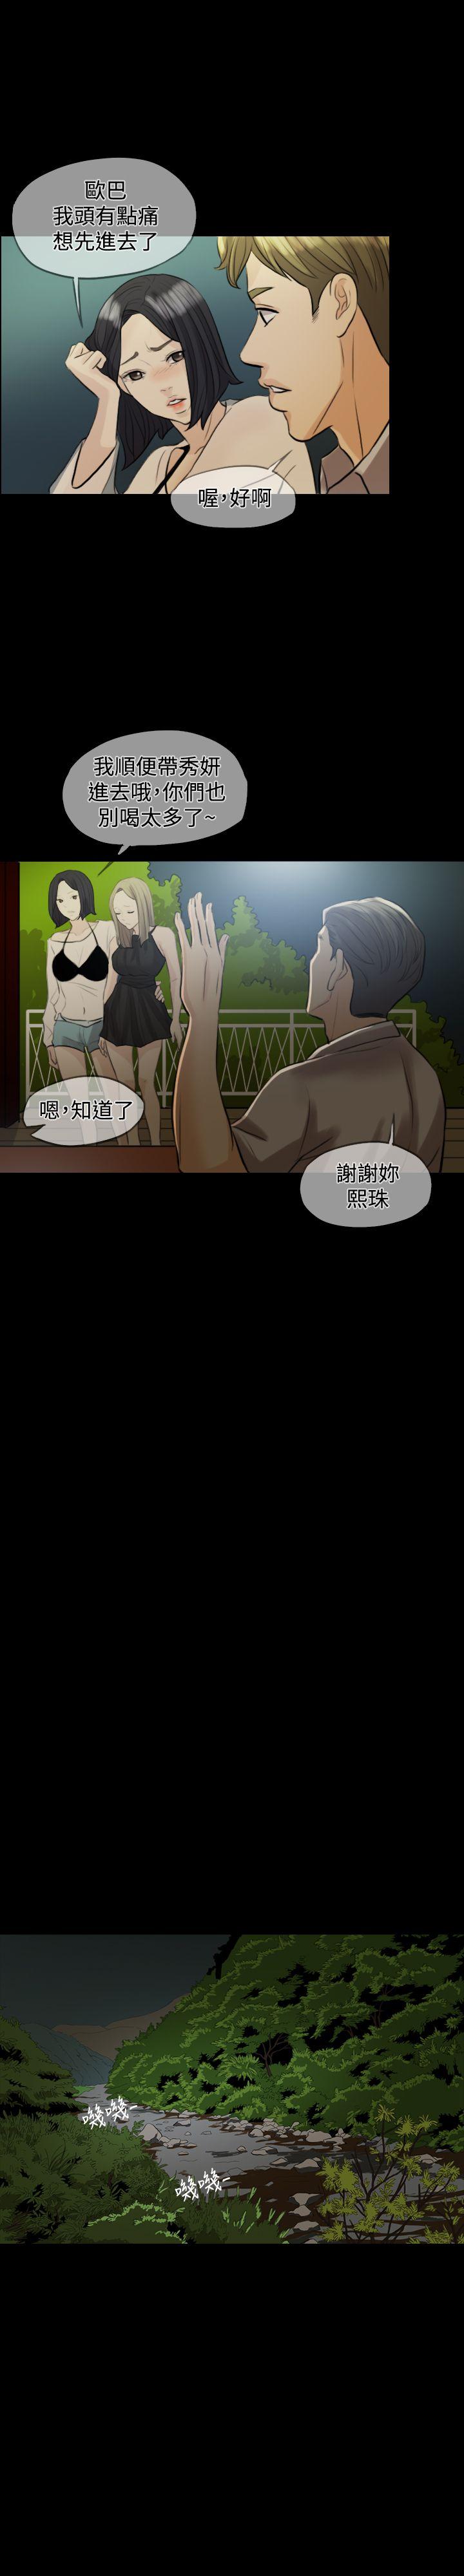 歐巴
我頭有點痛
想先進去了
喔,好啊
我順便帶秀妍
進去哦,你們也
別喝太多了~
嗯,知道了
謝謝妳
熙珠
嘰嘰-
嘰嘰-